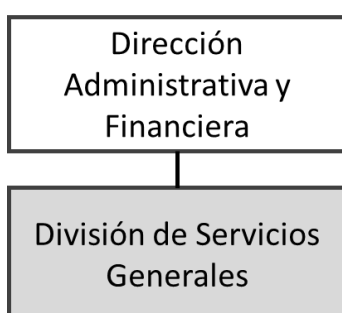 Dirección
Administrativa y
Financiera
División de Servicios
Generales